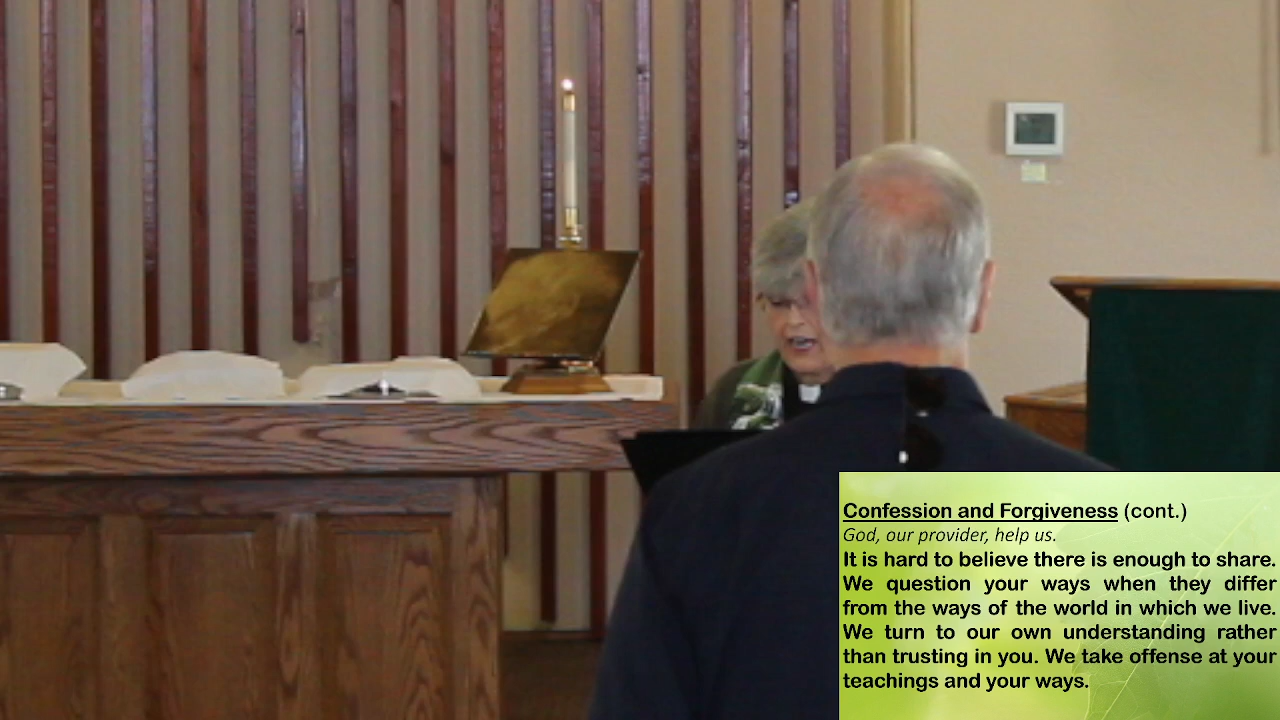 Confession and Forgiveness (cont.)
God, our provider, help us.
It is hard to believe there is enough to share.
We question your ways when they differ
from the ways of the world in which we live.
We turn to our own understanding rather
than trusting in you. We take offense at your
teachings and your ways.